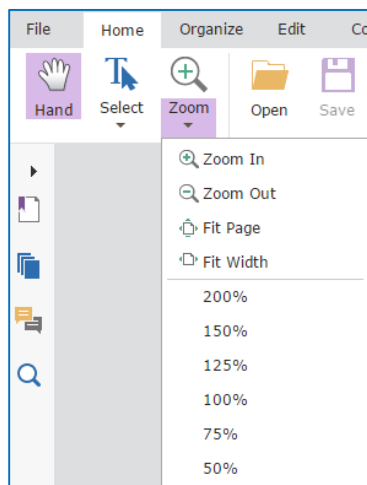 File Home Organize Edit Co
Hand Select Zoom Open Save
Zoom In
Zoom Out
Fit Page
Fit Width
200%
150%
125%
100%
75%
50%